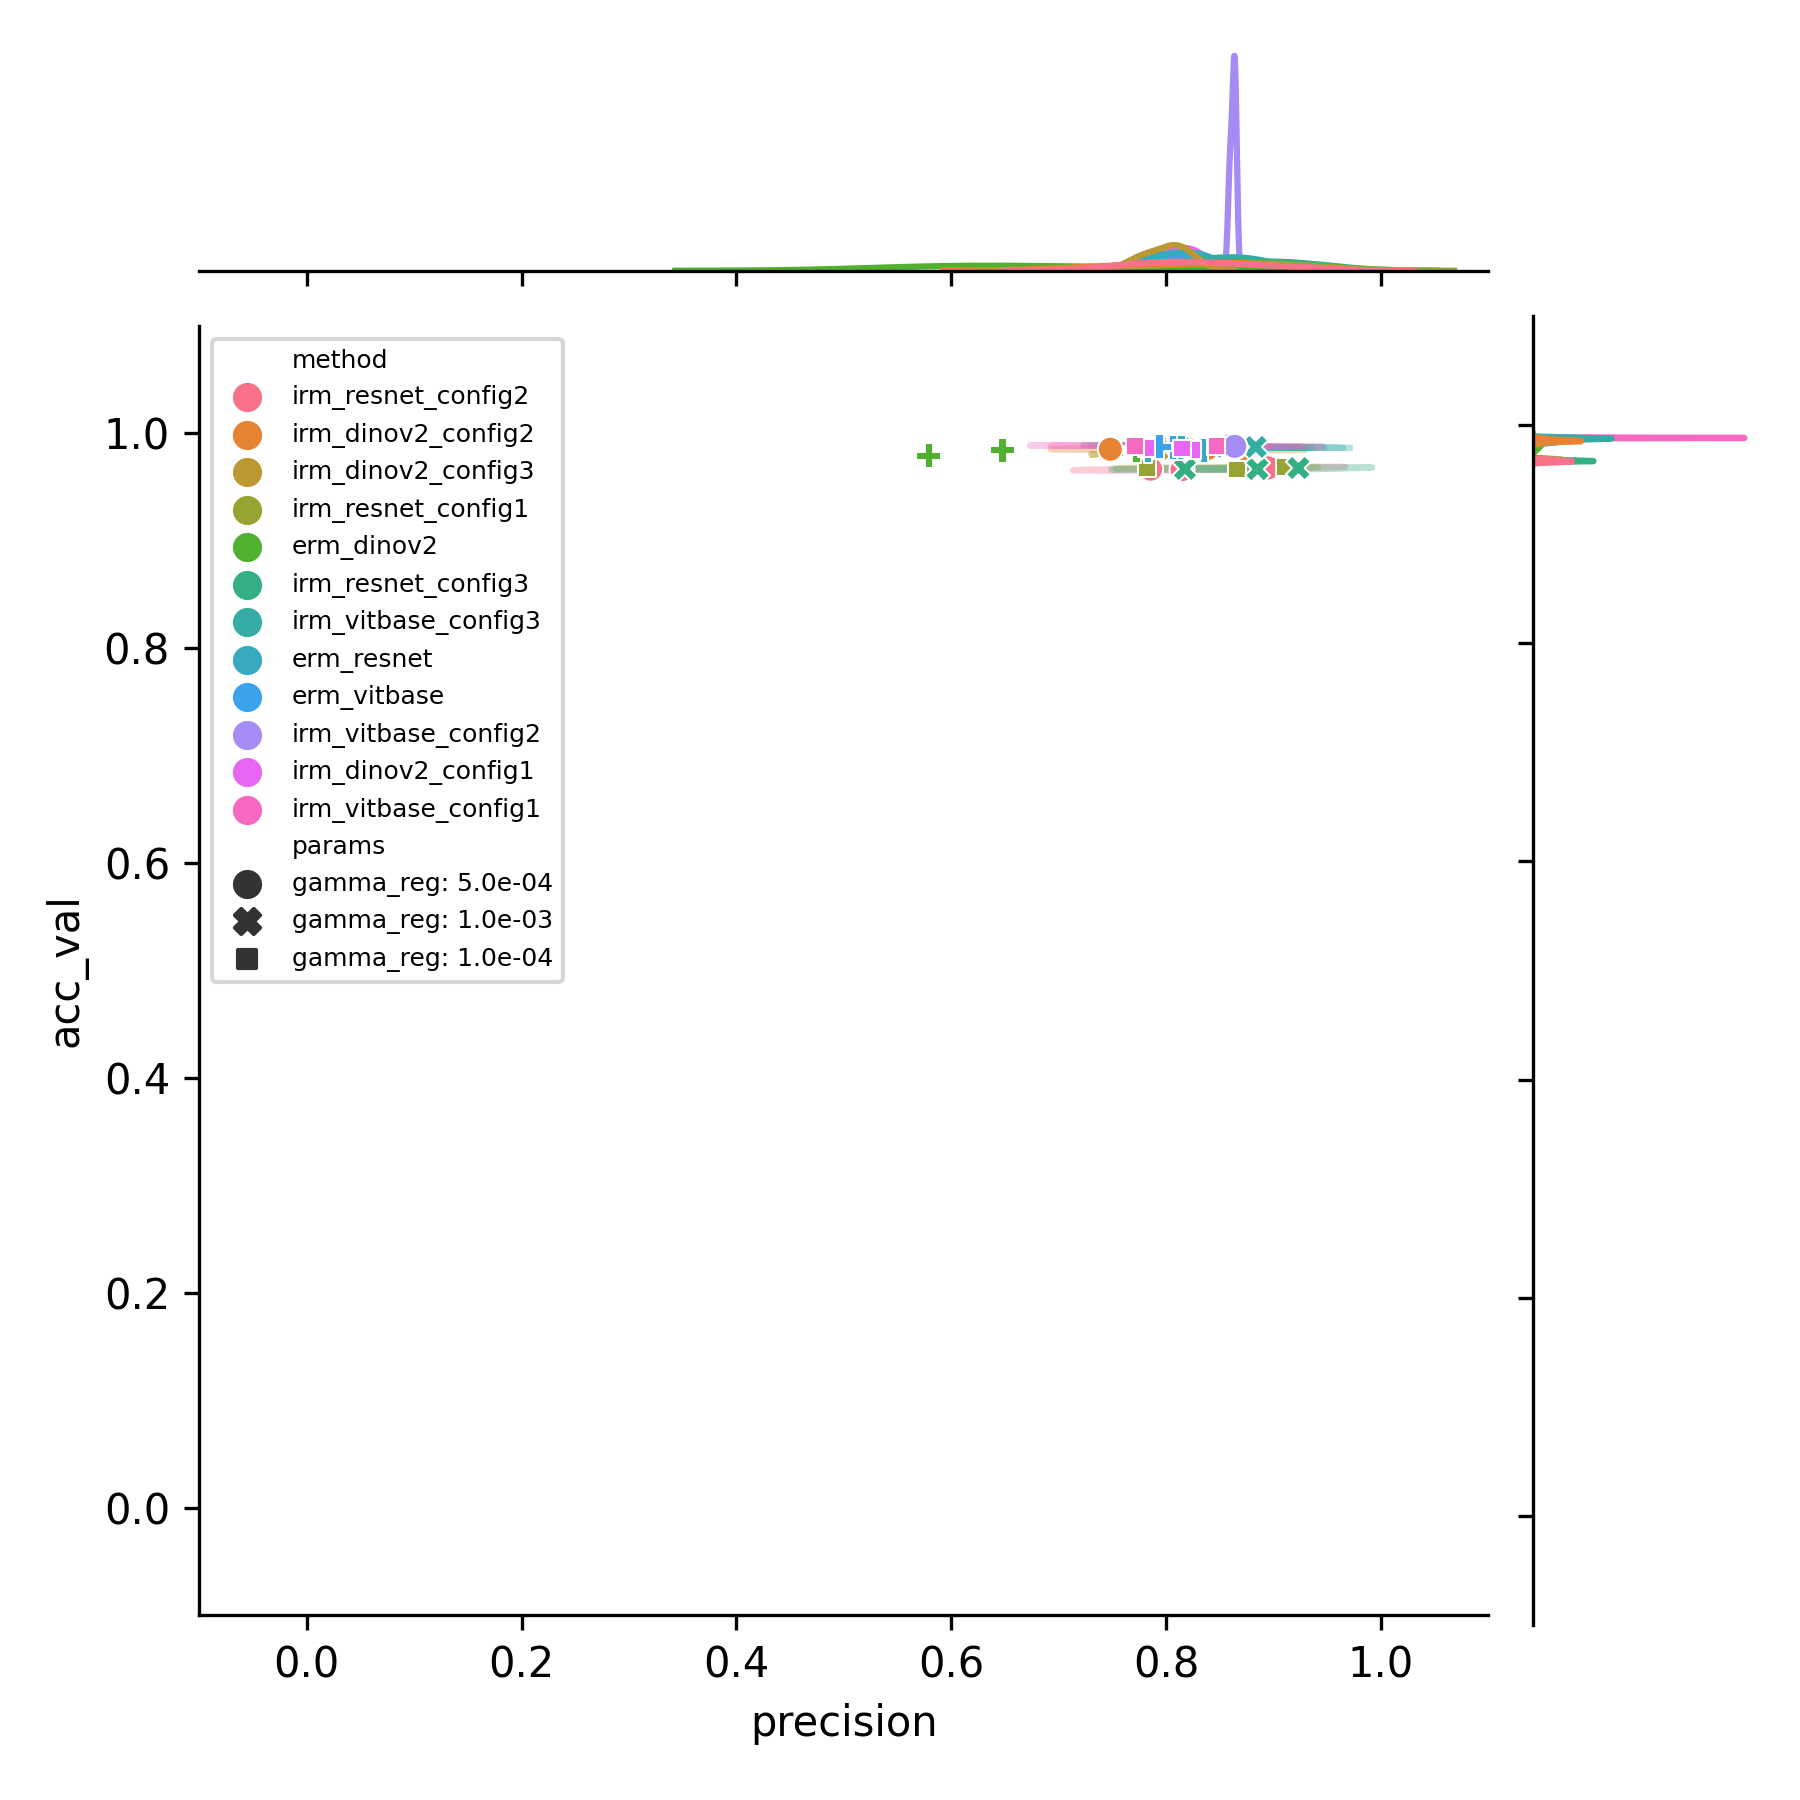 method
irm_resnet_config2
irm_dinov2_config2
irm_dinov2_config3
irm_resnet_config1
erm_dinov2
irm_resnet_config3
irm_vitbase_config3
erm_resnet
erm_vitbase
irm_vitbase_config2
irm_dinov2_config1
irm_vitbase_config1
params
gamma_reg: 5.0e-04
gamma_reg: 1.0e-03
gamma_reg: 1.0e-04
1.0
0.8
0.6
0.4
0.2
0.0
acc_val
0.0 0.2 0.4 0.6 0.8 1.0
precision